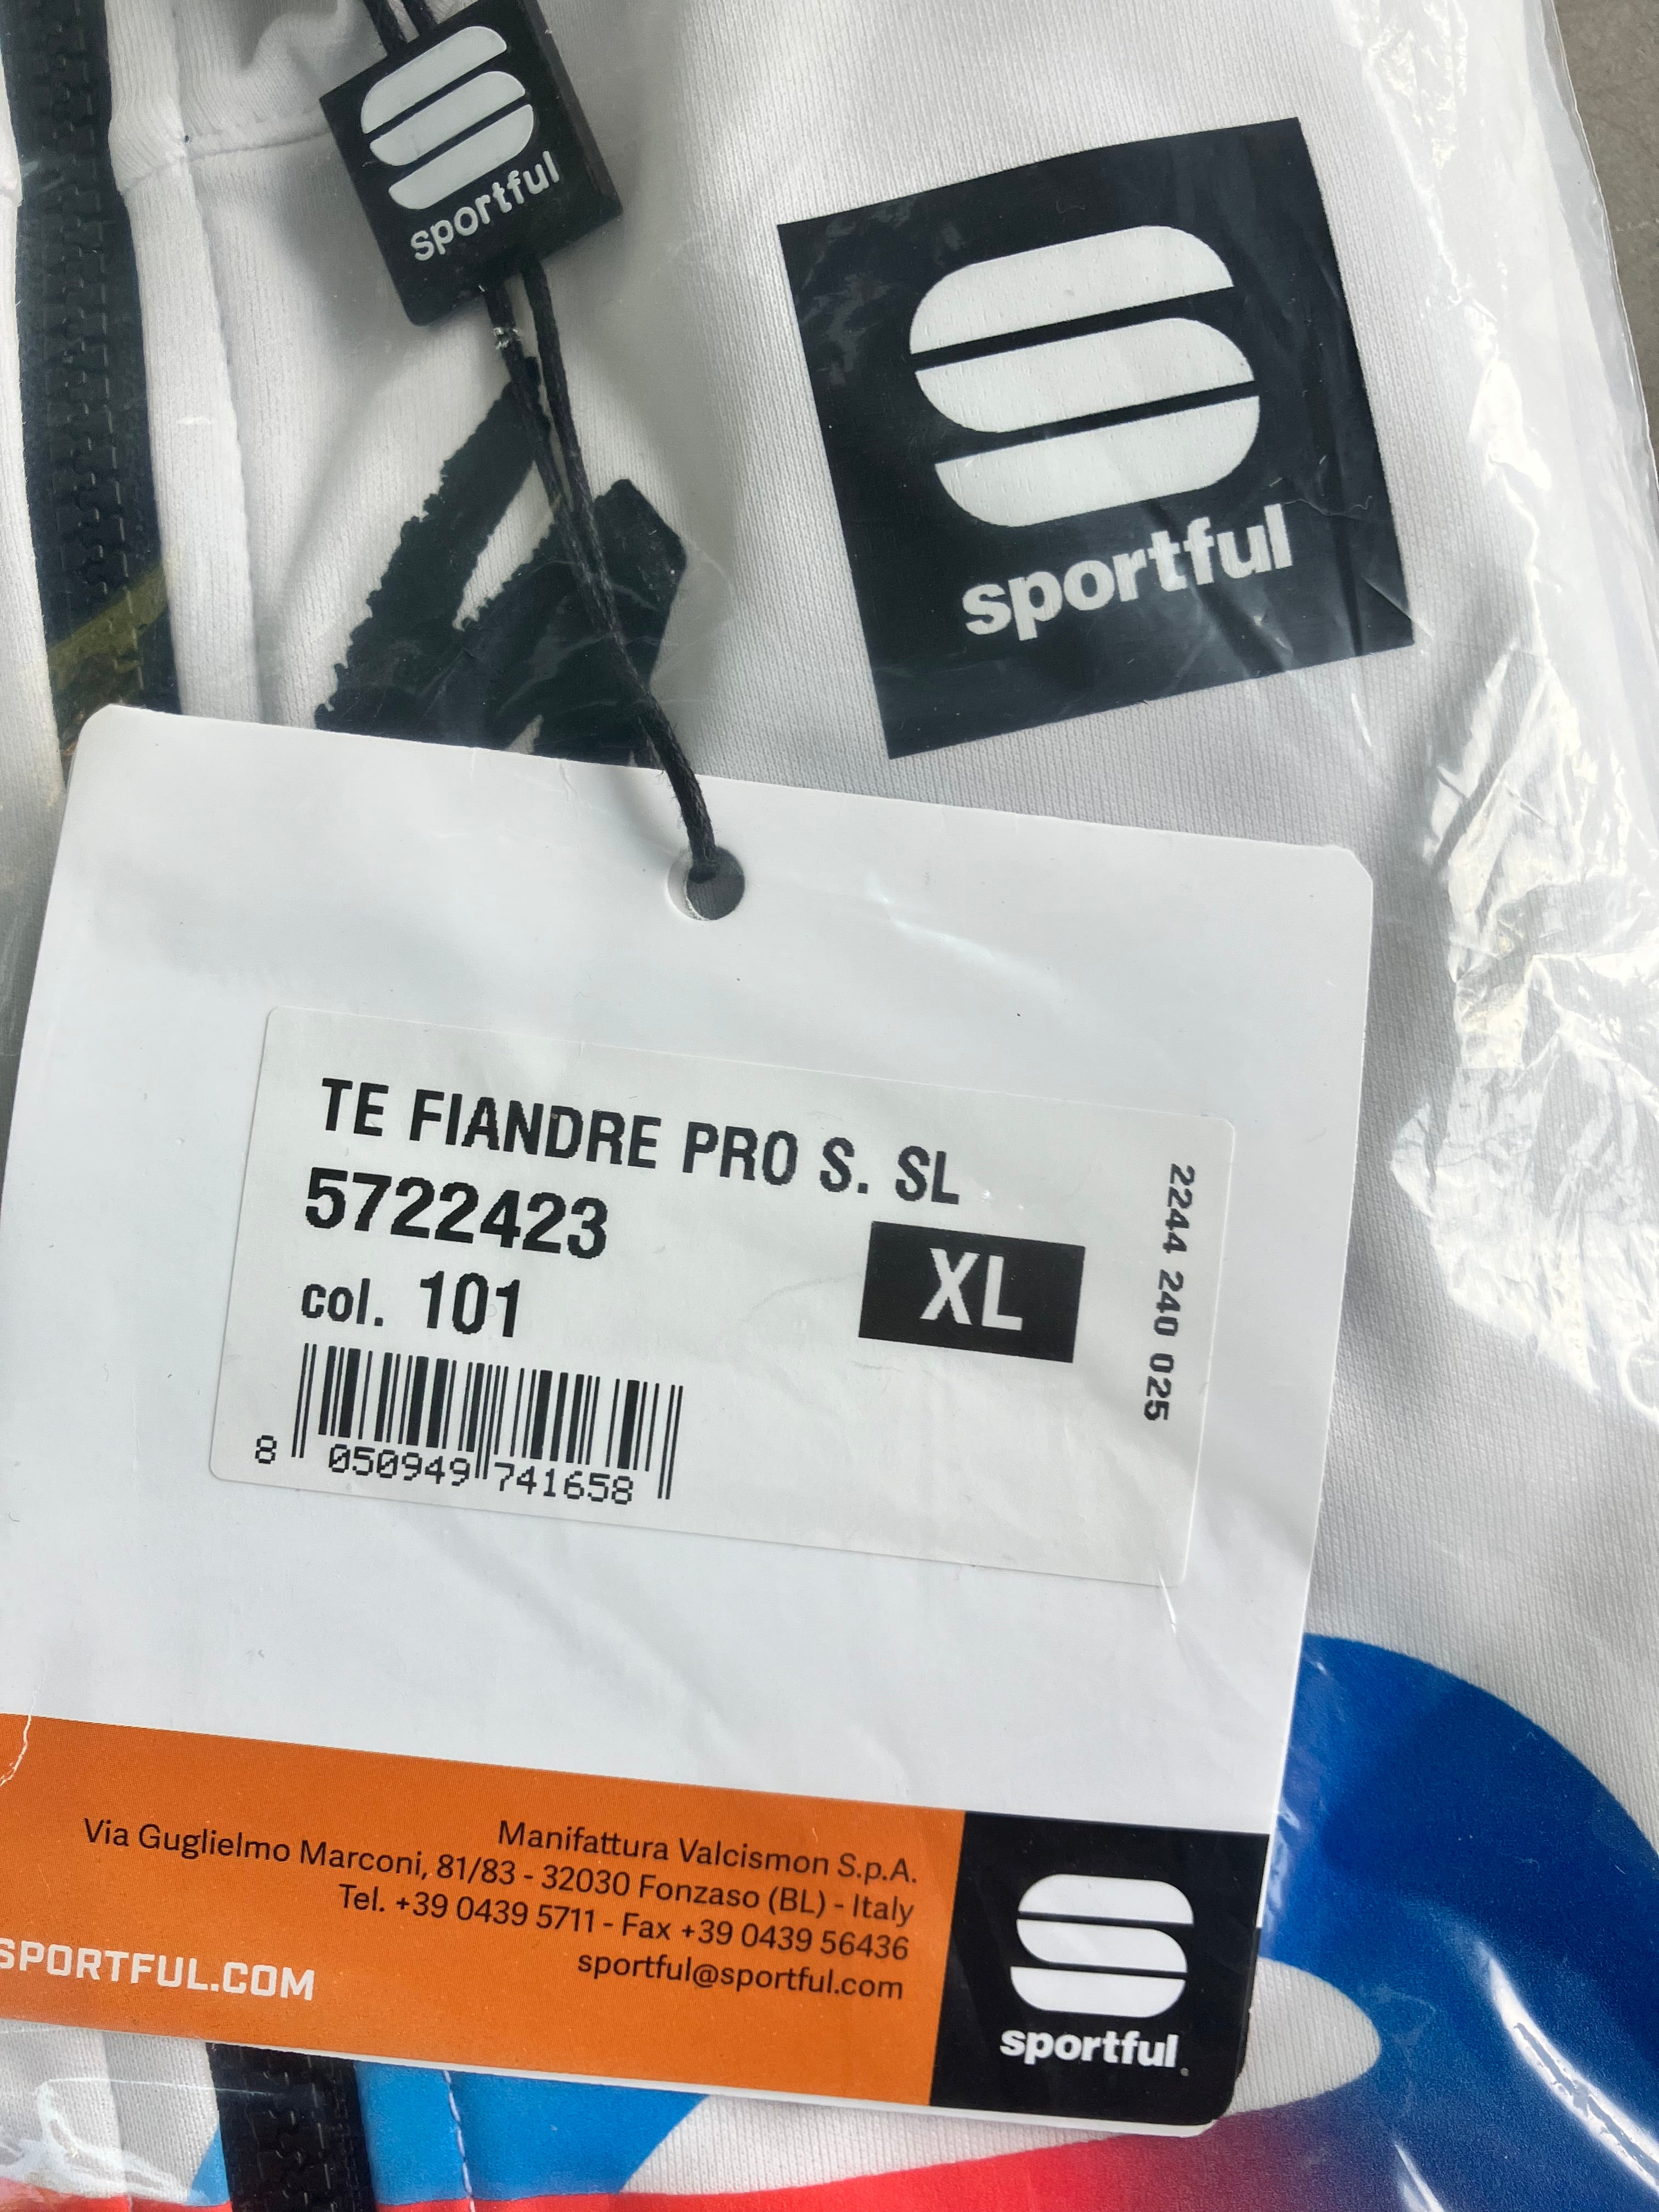 sportful
sportful
TE FIANDRE PRO S. SL
5722423
col. 101
XL
2244 240 025
8 050949 741658
Manifattura Valcismon S.p.A.
Via Guglielmo Marconi, 81/83 - 32030 Fonzaso (BL) - Italy
Tel. +39 0439 5711 - Fax +39 0439 56436
sportful@sportful.com
SPORTFUL.COM
sportful